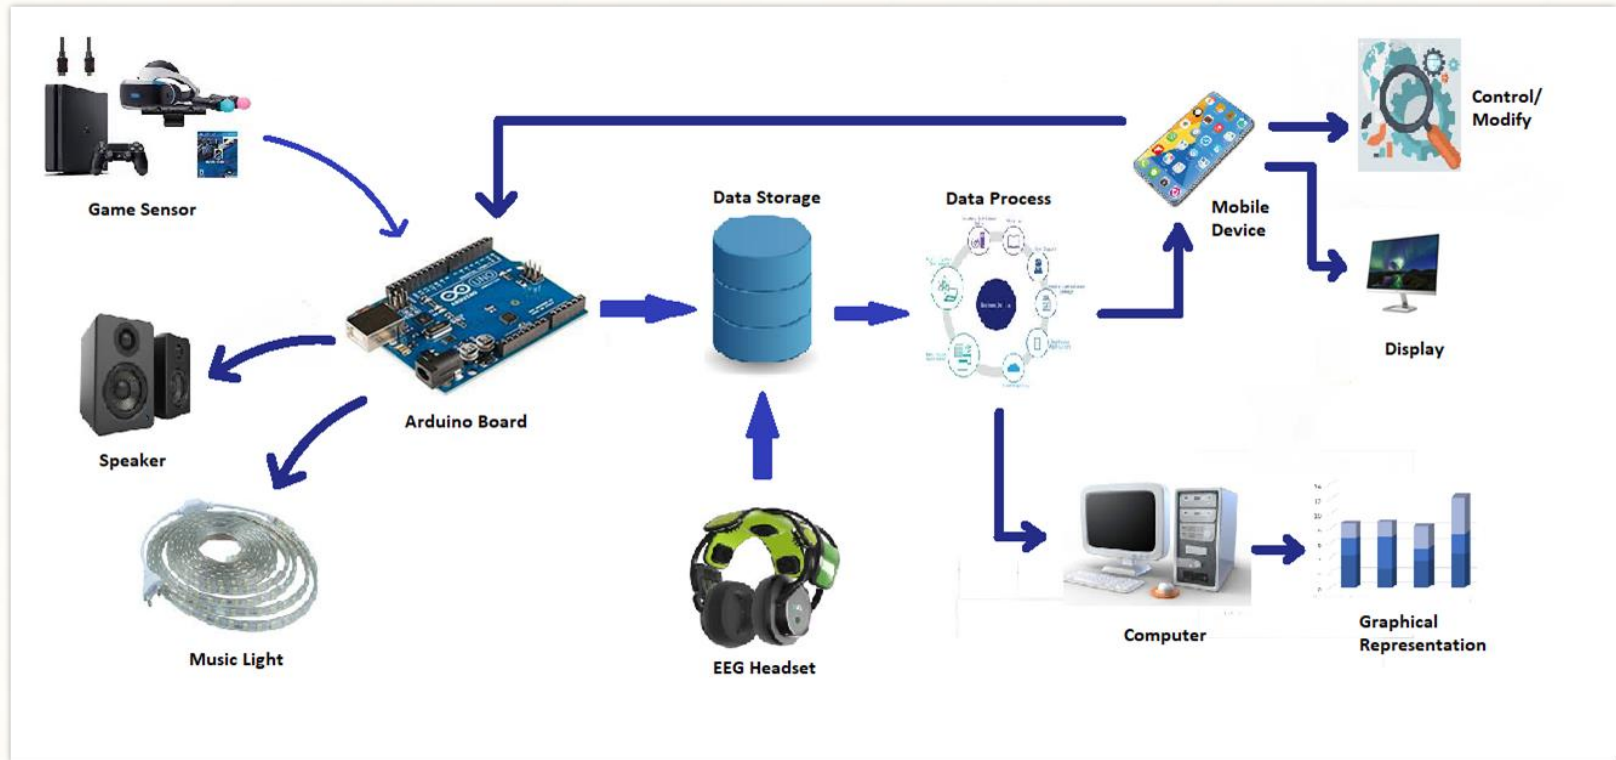 Control/
Modify
Game Sensor
Data Storage
Data Process
Mobile
Device
UNO
Display
Arduino Board
Speaker
Music Light
EEG Headset
Computer
Graphical
Representation